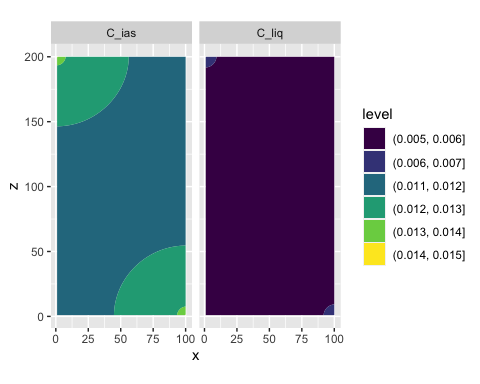 C_ias C_liq
200
150
100
50
0
z
0 25 50 75 100 0 25 50 75 100
x
level
(0.005, 0.006]
(0.006, 0.007]
(0.011, 0.012]
(0.012, 0.013]
(0.013, 0.014]
(0.014, 0.015]